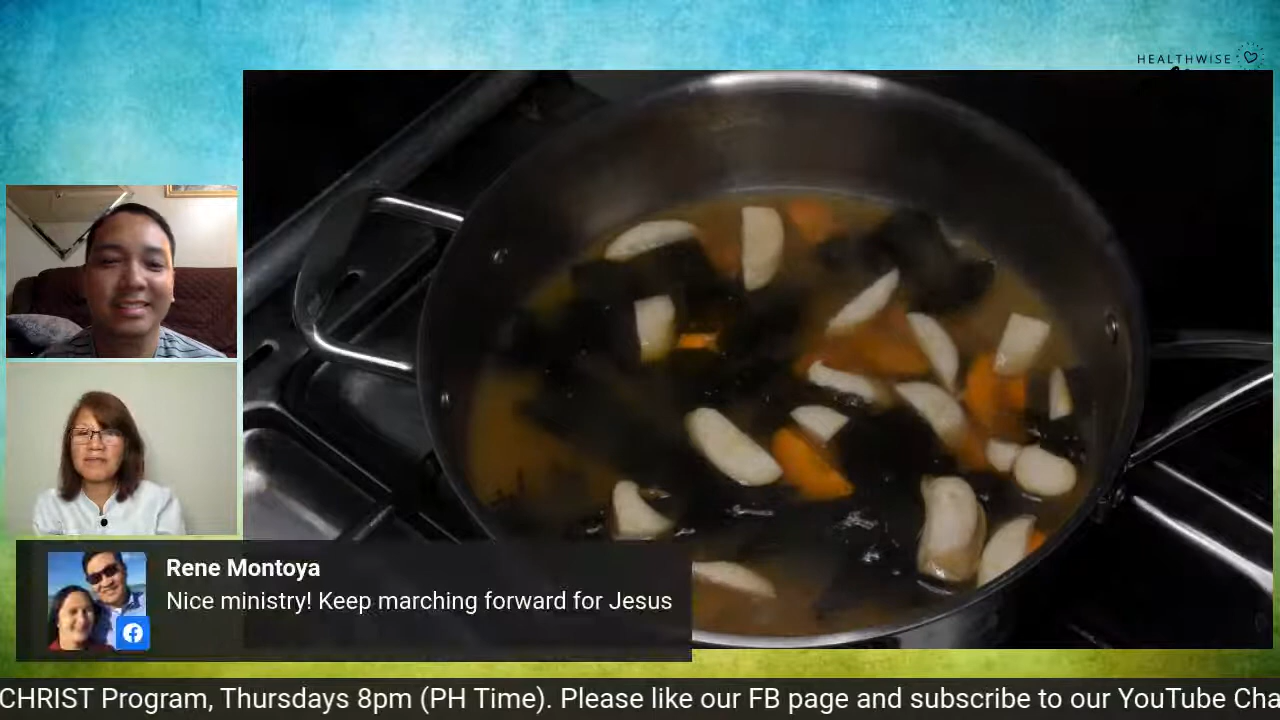 HEALTHWISE
Rene Montoya
Nice ministry! Keep marching forward for Jesus
CHRIST Program, Thursdays 8pm (PH Time). Please like our FB page and subscribe to our YouTube Cha